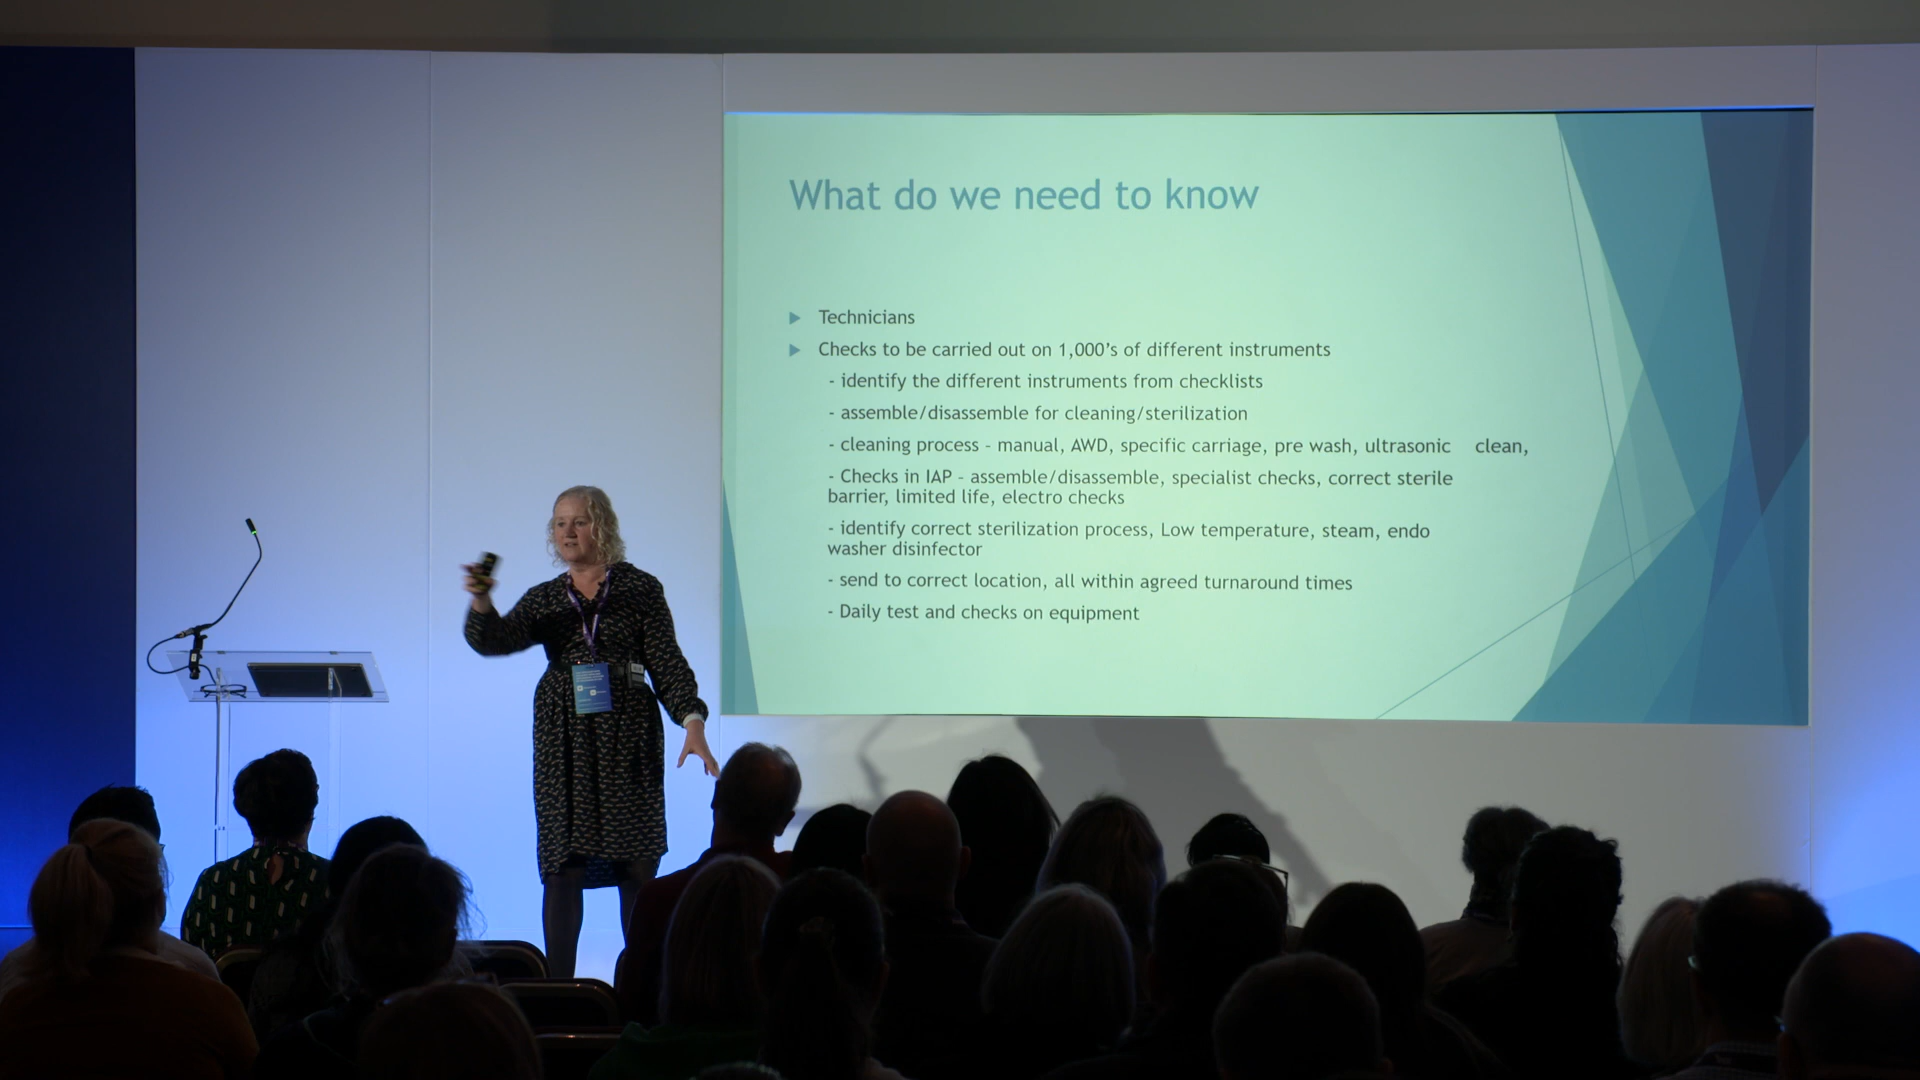 What do we need to know
Technicians
Checks to be carried out on 1,000's of different instruments
- identify the different instruments from checklists
- assemble/disassemble for cleaning/sterilization
- cleaning process - manual, AWD, specific carriage, pre wash, ultrasonic clean,
- Checks in IAP - assemble/disassemble, specialist checks, correct sterile
barrier, limited life, electro checks
- identify correct sterilization process, Low temperature, steam, endo
washer disinfector
- send to correct location, all within agreed turnaround times
- Daily test and checks on equipment